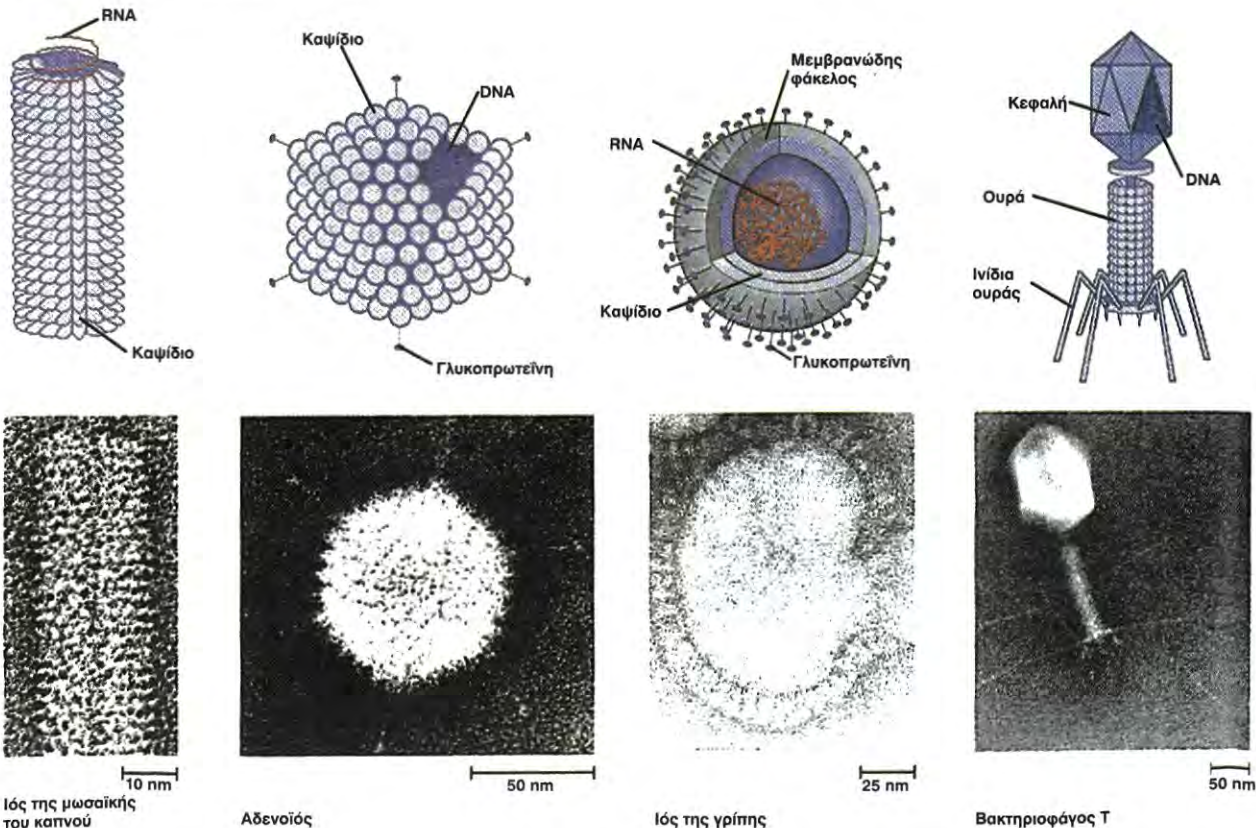 RNA
Καψίδιο
Καψίδιο
DNA
Γλυκοπρωτεΐνη
Μεμβρανώδης
φάκελος
RNA
Καψίδιο
Γλυκοπρωτεΐνη
Κεφαλή
DNA
Ουρά
Ινίδια
ουράς
10 nm
50 nm
25 nm
50 nm
Ιός της μωσαϊκής
του καπνού
Αδενοϊός
Ιός της γρίπης
Βακτηριοφάγος Τ